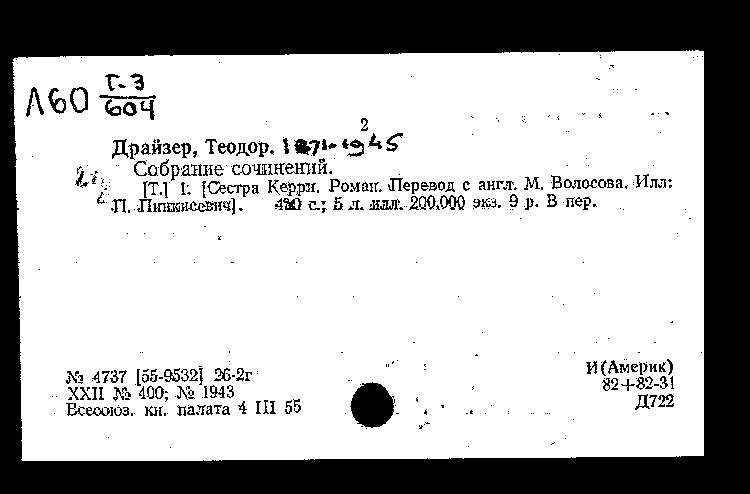 Л60 Г-3
604
2
Драйзер, Теодор. 1871-1945
Собрание сочинений.
[Т.] 1. [Сестра Керри. Роман. Перевод с англ. М. Волосова. Илл:
П. Пинкисевич]. с.; 5 л. илл. 200.000 экз. 9 р. В пер.
№ 4737 [55-9532] 26-2г
XXII № 400; № 1943
Всесоюз. кн. палата 4 III 55
И(Америк)
82+82-31
Д722